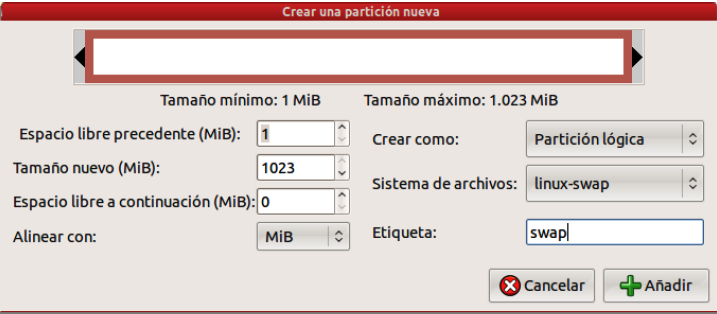 Crear una partición nueva
Tamaño mínimo: 1 MiB Tamaño máximo: 1.023 MiB
Espacio libre precedente (MiB): 1
Tamaño nuevo (MiB): 1023
Espacio libre a continuación (MiB): 0
Alinear con: MiB
Crear como: Partición lógica
Sistema de archivos: linux-swap
Etiqueta: swap
Cancelar Añadir